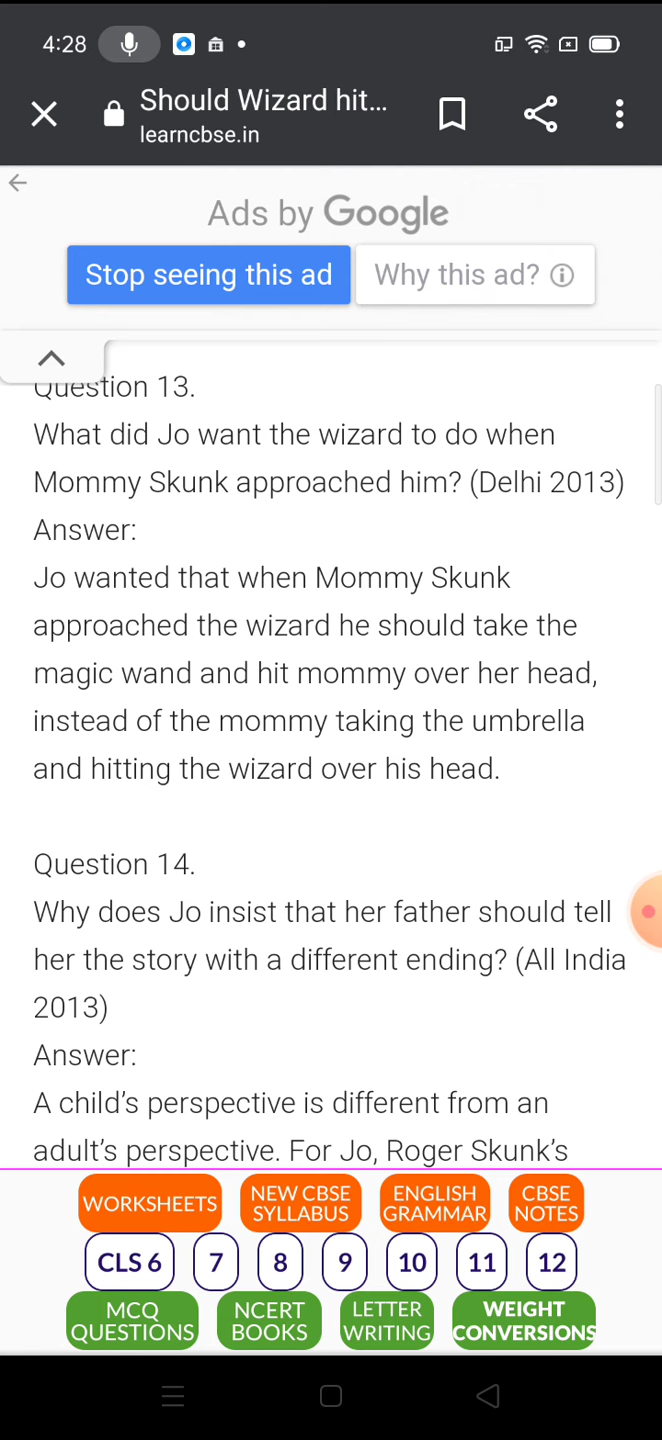 4:28
Should Wizard hit...
learncbse.in
Ads by Google
Stop seeing this ad
Why this ad?
Question 13.
What did Jo want the wizard to do when
Mommy Skunk approached him? (Delhi 2013)
Answer:
Jo wanted that when Mommy Skunk
approached the wizard he should take the
magic wand and hit mommy over her head,
instead of the mommy taking the umbrella
and hitting the wizard over his head.
Question 14.
Why does Jo insist that her father should tell
her the story with a different ending? (All India
2013)
Answer:
A child's perspective is different from an
adult's perspective. For Jo, Roger Skunk's
WORKSHEETS
NEW CBSE
SYLLABUS
ENGLISH
GRAMMAR
CBSE
NOTES
CLS 6
7
8
9
10
11
12
MCQ
QUESTIONS
NCERT
BOOKS
LETTER
WRITING
WEIGHT
CONVERSIONS